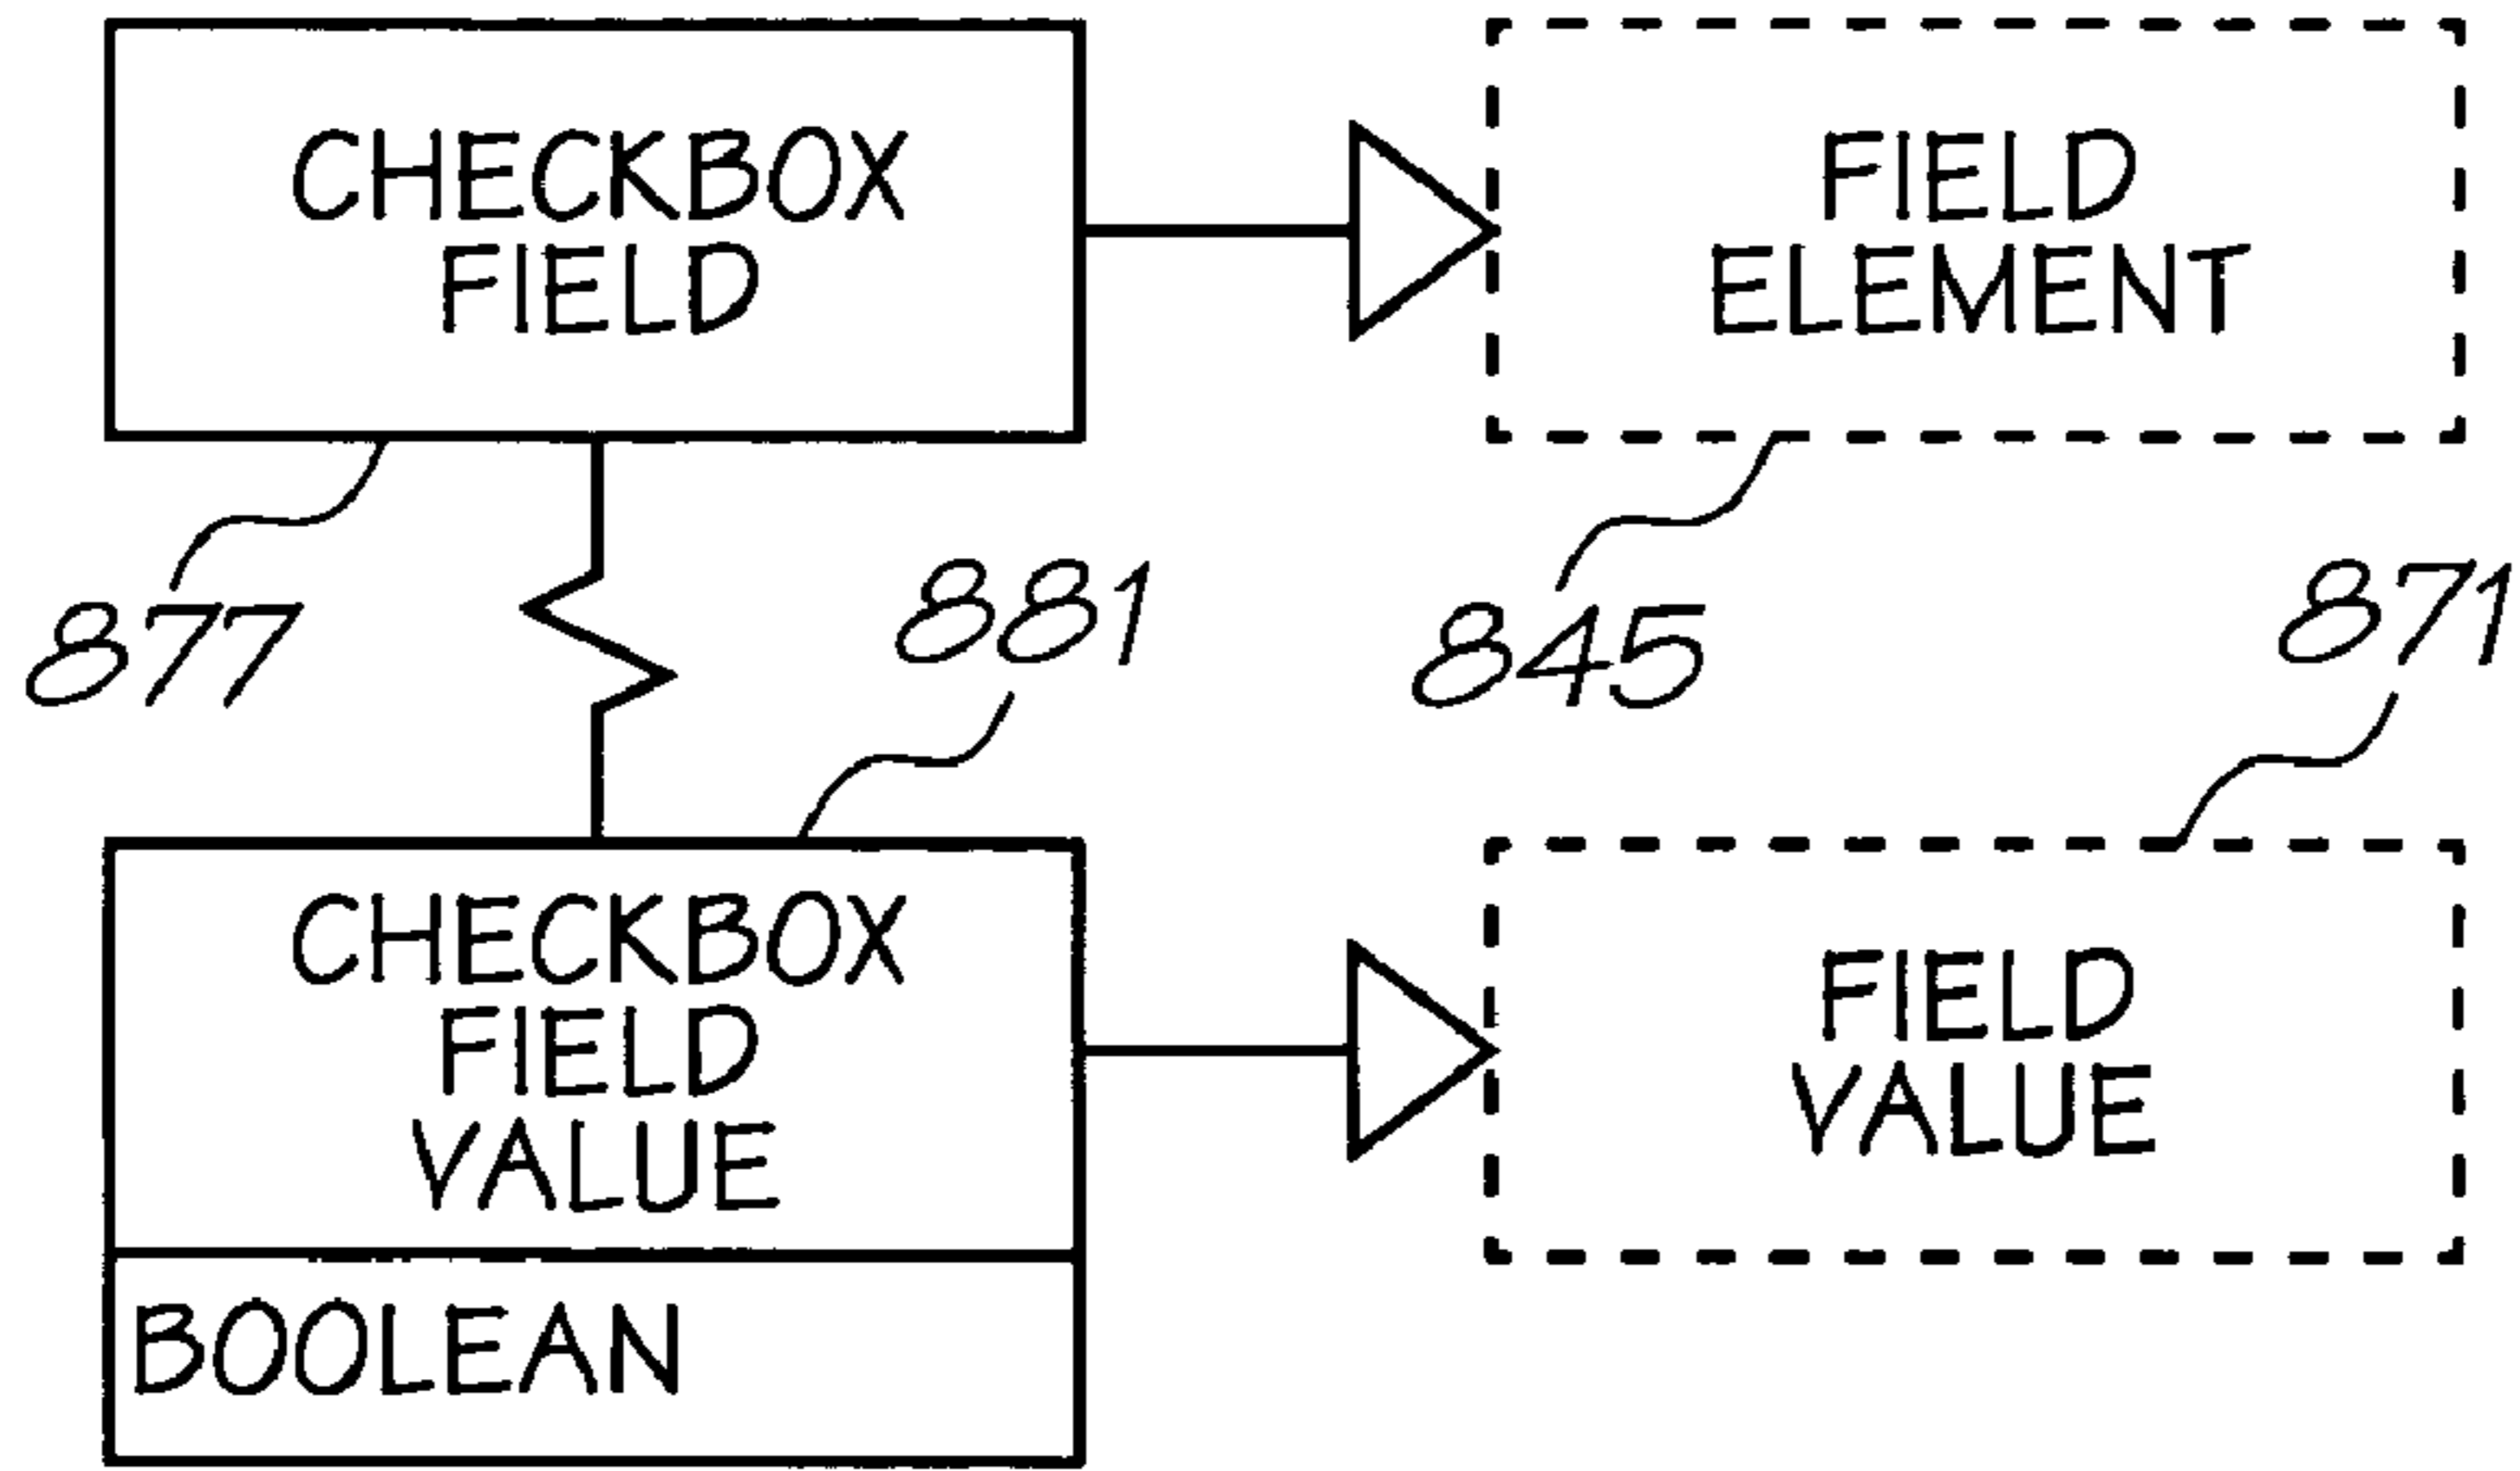 CHECKBOX
FIELD
FIELD
ELEMENT
877
881
845
871
CHECKBOX
FIELD
VALUE
BOOLEAN
FIELD
VALUE